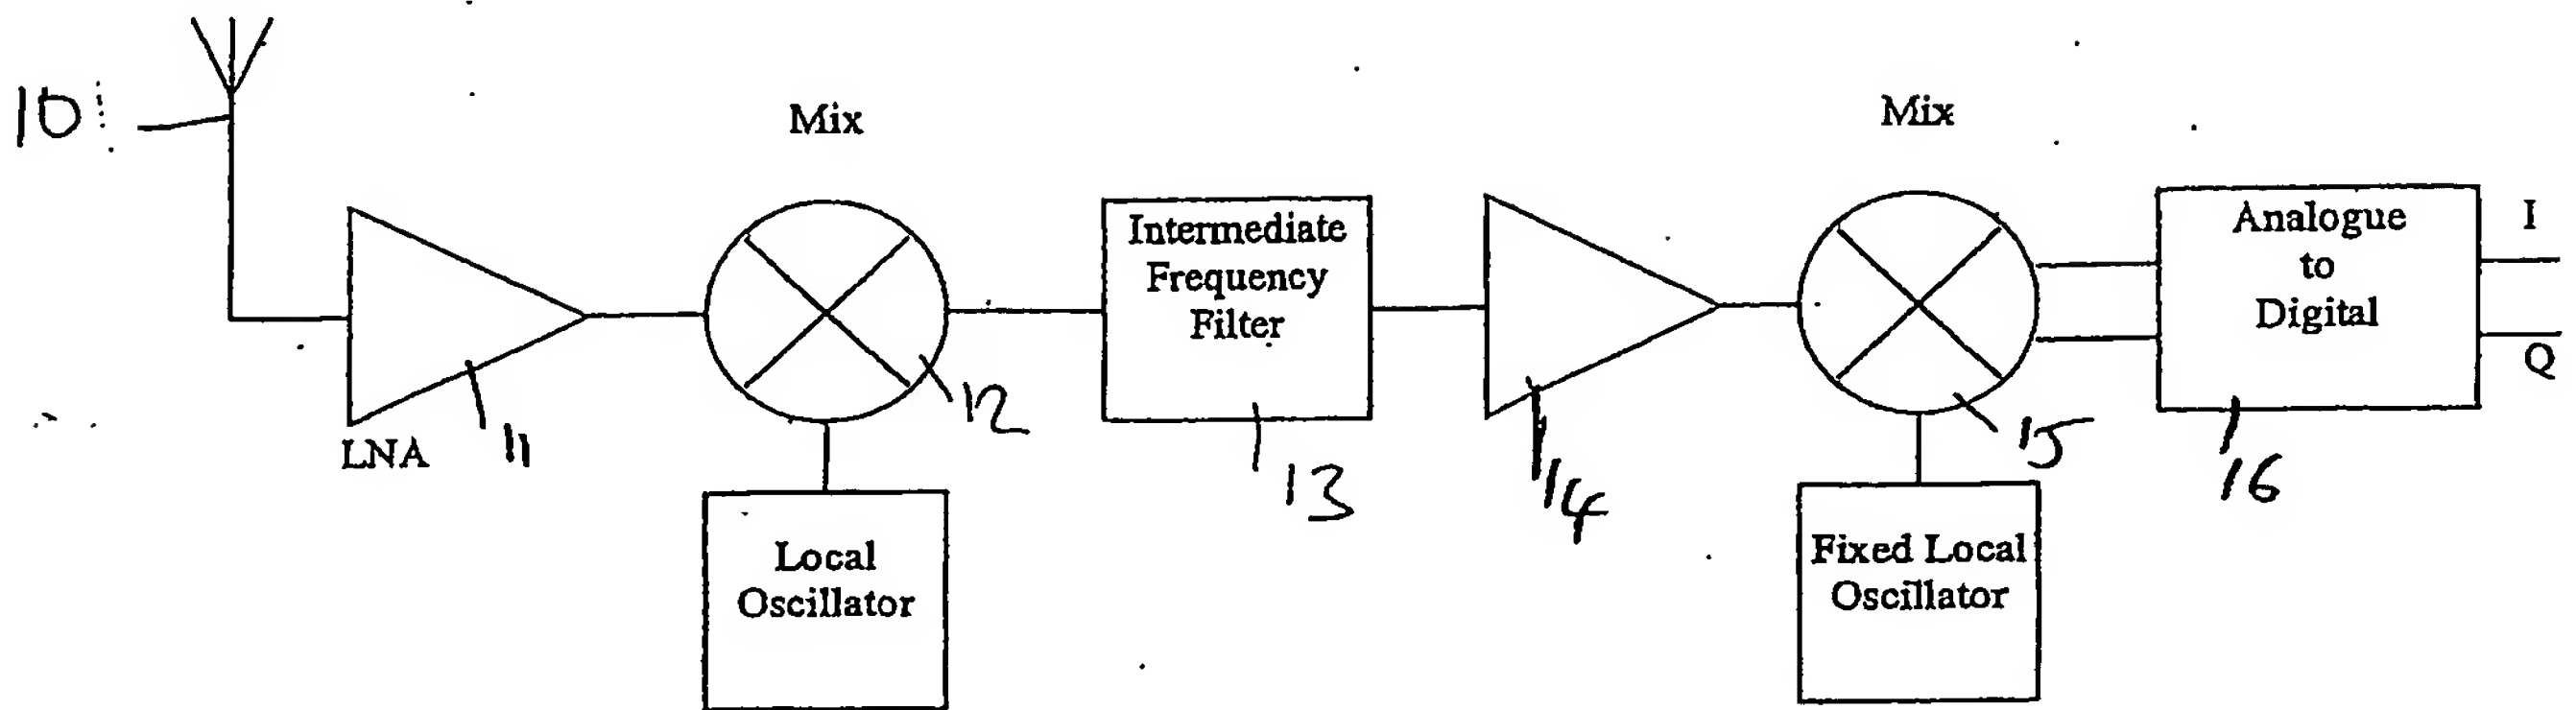 10
Mix
Mix
LNA
11
12
Intermediate
Frequency
Filter
13
14
15
Analogue
to
Digital
16
I
Q
Local
Oscillator
Fixed Local
Oscillator